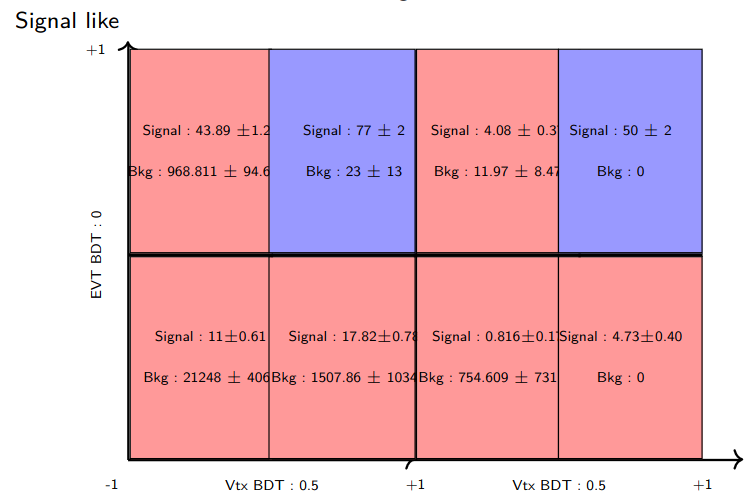 Signal like
+1
Signal : 43.89 ±1.2
Signal : 77 ± 2
Signal : 4.08 ± 0.3
Signal : 50 ± 2
Bkg : 968.811 ± 94.6
Bkg : 23 ± 13
Bkg : 11.97 ± 8.47
Bkg : 0
EVT BDT : 0
Signal : 11±0.61
Signal : 17.82±0.78
Signal : 0.816±0.1
Signal : 4.73±0.40
Bkg : 21248 ± 406
Bkg : 1507.86 ± 1034
Bkg : 754.609 ± 731
Bkg : 0
-1
Vtx BDT : 0.5
+1
Vtx BDT : 0.5
+1